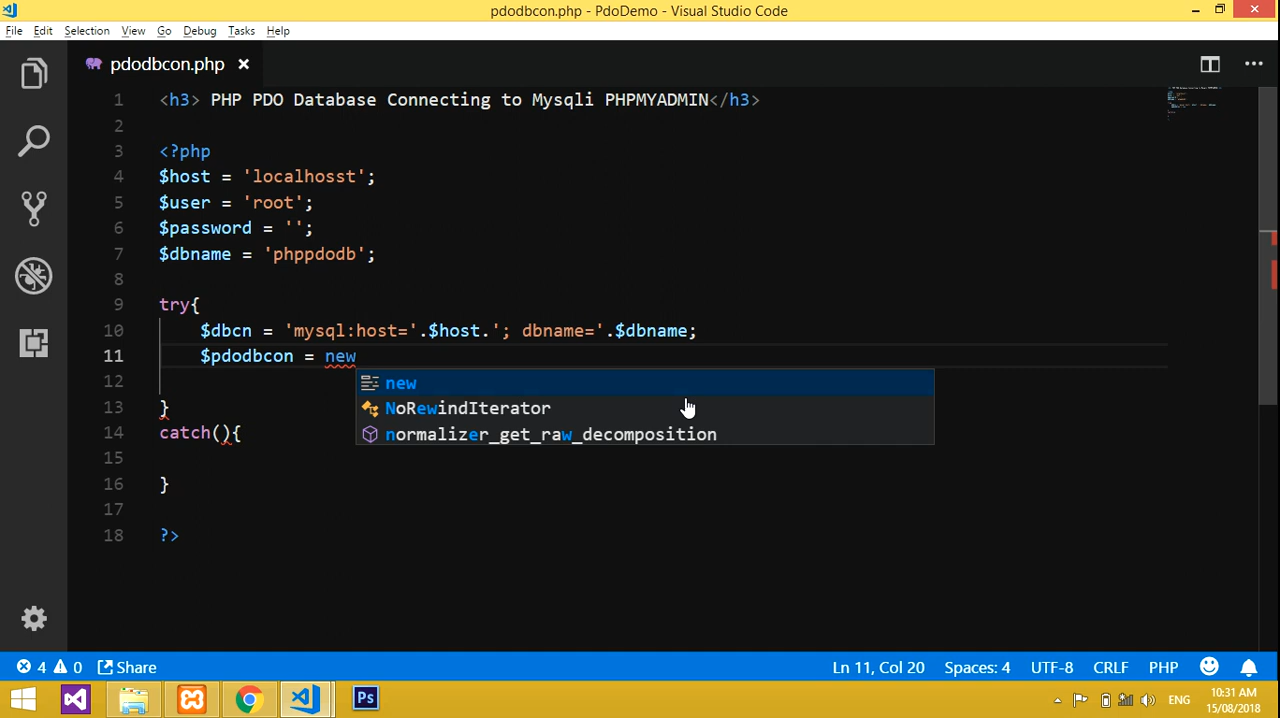 pdodbcon.php - PdoDemo - Visual Studio Code
File Edit Selection View Go Debug Tasks Help
pdodbcon.php ×
1 <h3> PHP PDO Database Connecting to Mysqli PHPMYADMIN</h3>
2
3 <?php
4 $host = 'localhosst';
5 $user = 'root';
6 $password = '';
7 $dbname = 'phppdodb';
8
9 try{
10 $dbcn = 'mysql:host='.$host.'; dbname='.$dbname;
11 $pdodbcon = new
12 new
NoRewindIterator
13 }
14 catch(){ normalizer_get_raw_decomposition
15
16 }
17
18 ?>
4 0 Share Ln 11, Col 20 Spaces: 4 UTF-8 CRLF PHP
Ps ENG 10:31 AM
15/08/2018